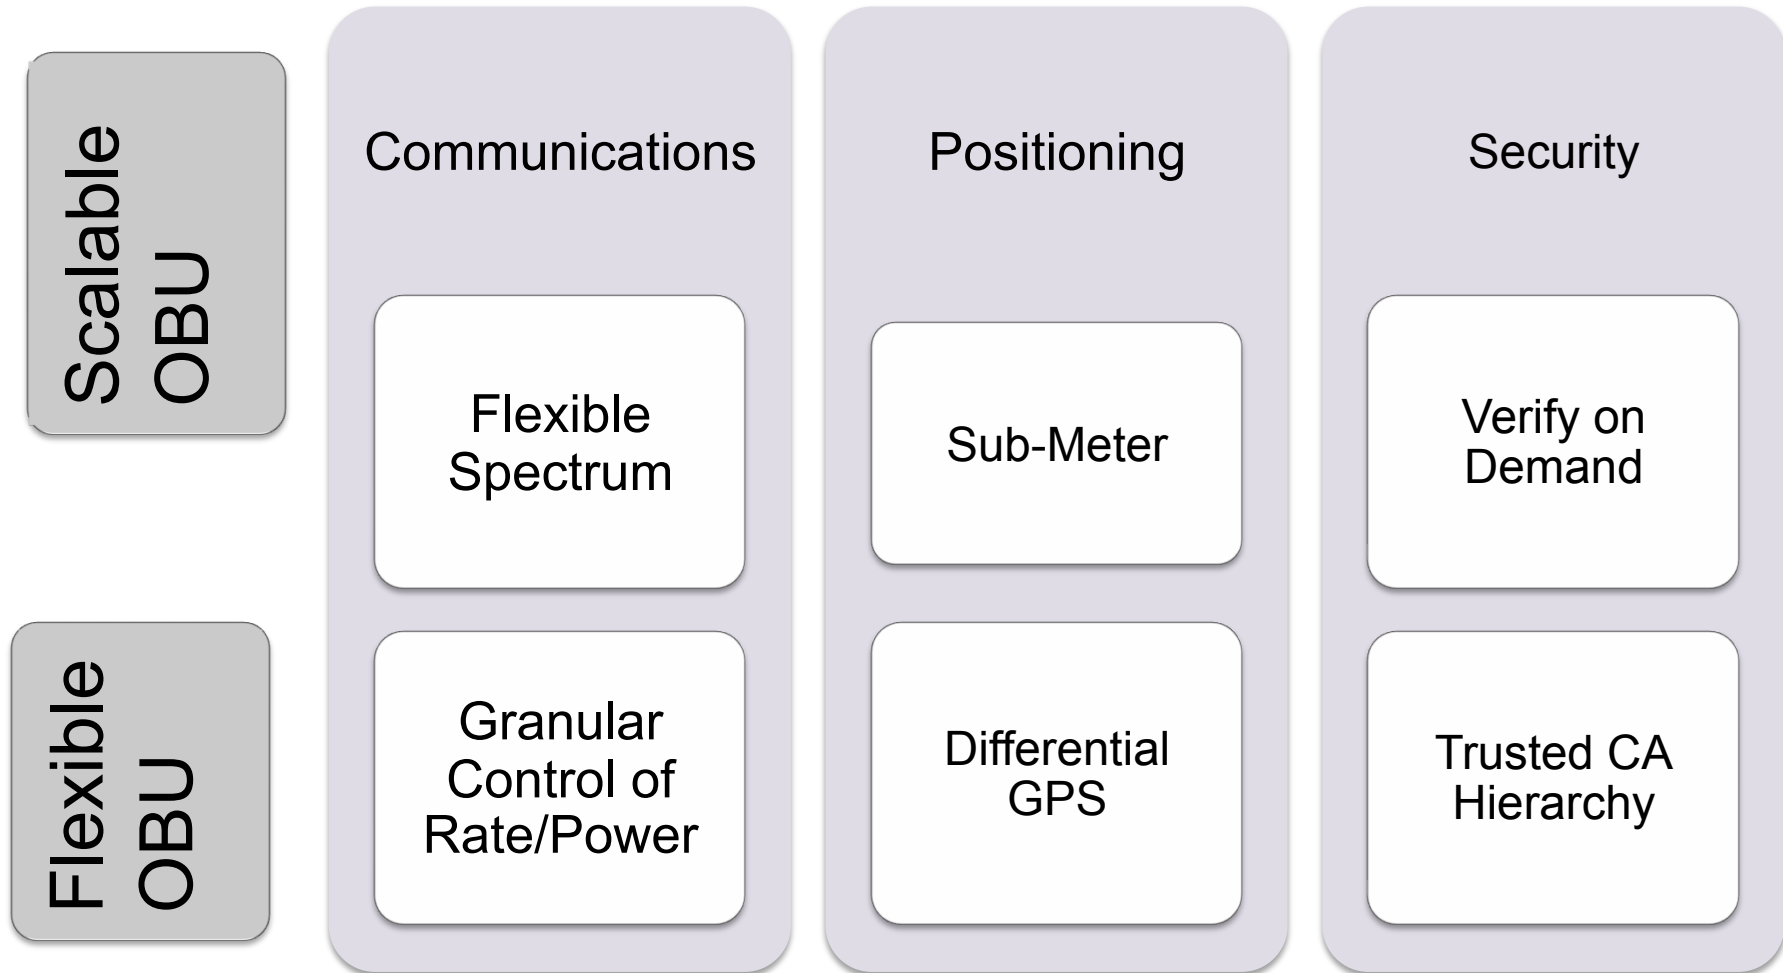 Scalable
OBU
Flexible
OBU
Communications
Flexible
Spectrum
Granular
Control of
Rate/Power
Positioning
Sub-Meter
Differential
GPS
Security
Verify on
Demand
Trusted CA
Hierarchy